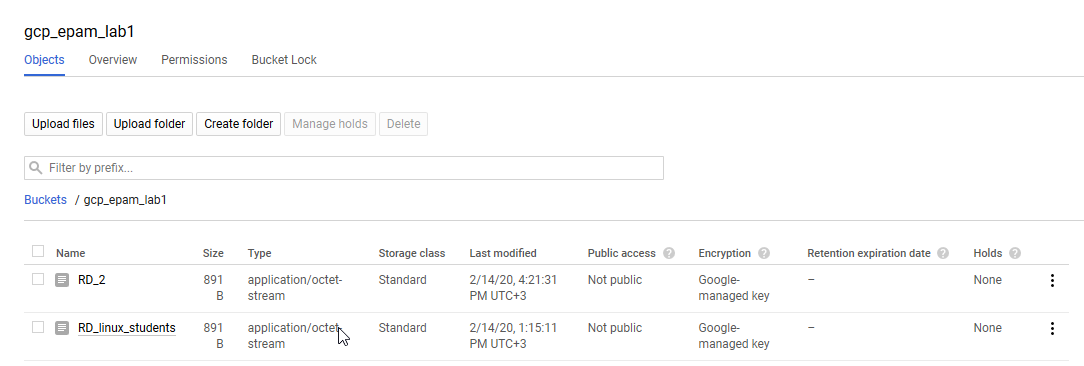 gcp_epam_lab1
Objects Overview Permissions Bucket Lock
Upload files Upload folder Create folder Manage holds Delete
Filter by prefix...
Buckets / gcp_epam_lab1
Name Size Type Storage class Last modified Public access ? Encryption ? Retention expiration date ? Holds ?
RD_2 891 application/octet- Standard 2/14/20, 4:21:31 Not public Google- – None
B stream PM UTC+3 managed key
RD_linux_students 891 application/octet- Standard 2/14/20, 1:15:11 Not public Google- – None
B stream PM UTC+3 managed key